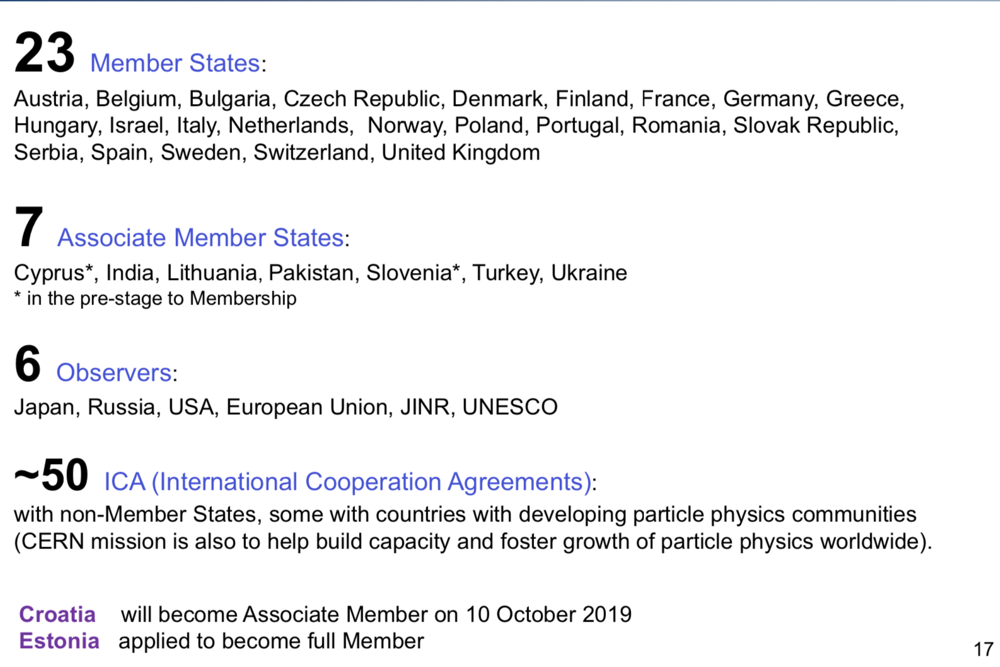 23 Member States:
Austria, Belgium, Bulgaria, Czech Republic, Denmark, Finland, France, Germany, Greece,
Hungary, Israel, Italy, Netherlands,  Norway, Poland, Portugal, Romania, Slovak Republic,
Serbia, Spain, Sweden, Switzerland, United Kingdom
7 Associate Member States:
Cyprus*, India, Lithuania, Pakistan, Slovenia*, Turkey, Ukraine
* in the pre-stage to Membership
6 Observers:
Japan, Russia, USA, European Union, JINR, UNESCO
~50 ICA (International Cooperation Agreements):
with non-Member States, some with countries with developing particle physics communities
(CERN mission is also to help build capacity and foster growth of particle physics worldwide).
Croatia will become Associate Member on 10 October 2019
Estonia applied to become full Member
17